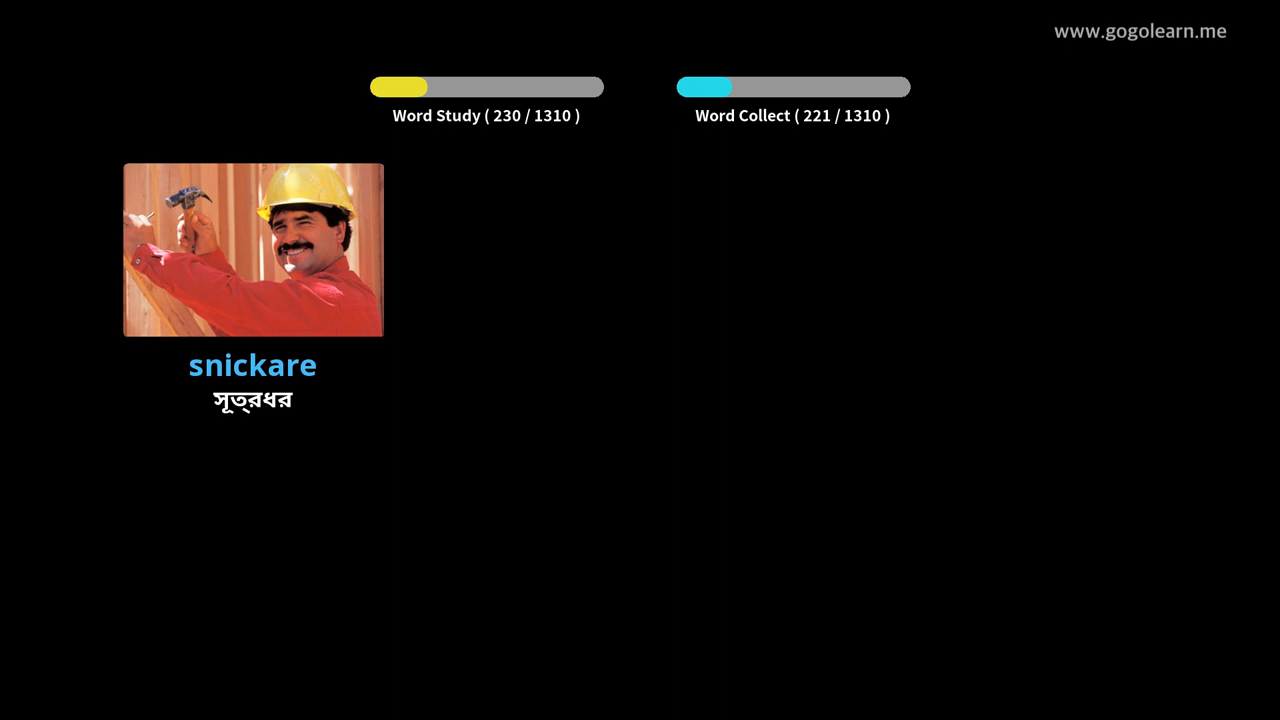 www.gogolearn.me
Word Study ( 230 / 1310 )
Word Collect ( 221 / 1310 )
snickare
সূত্রধর